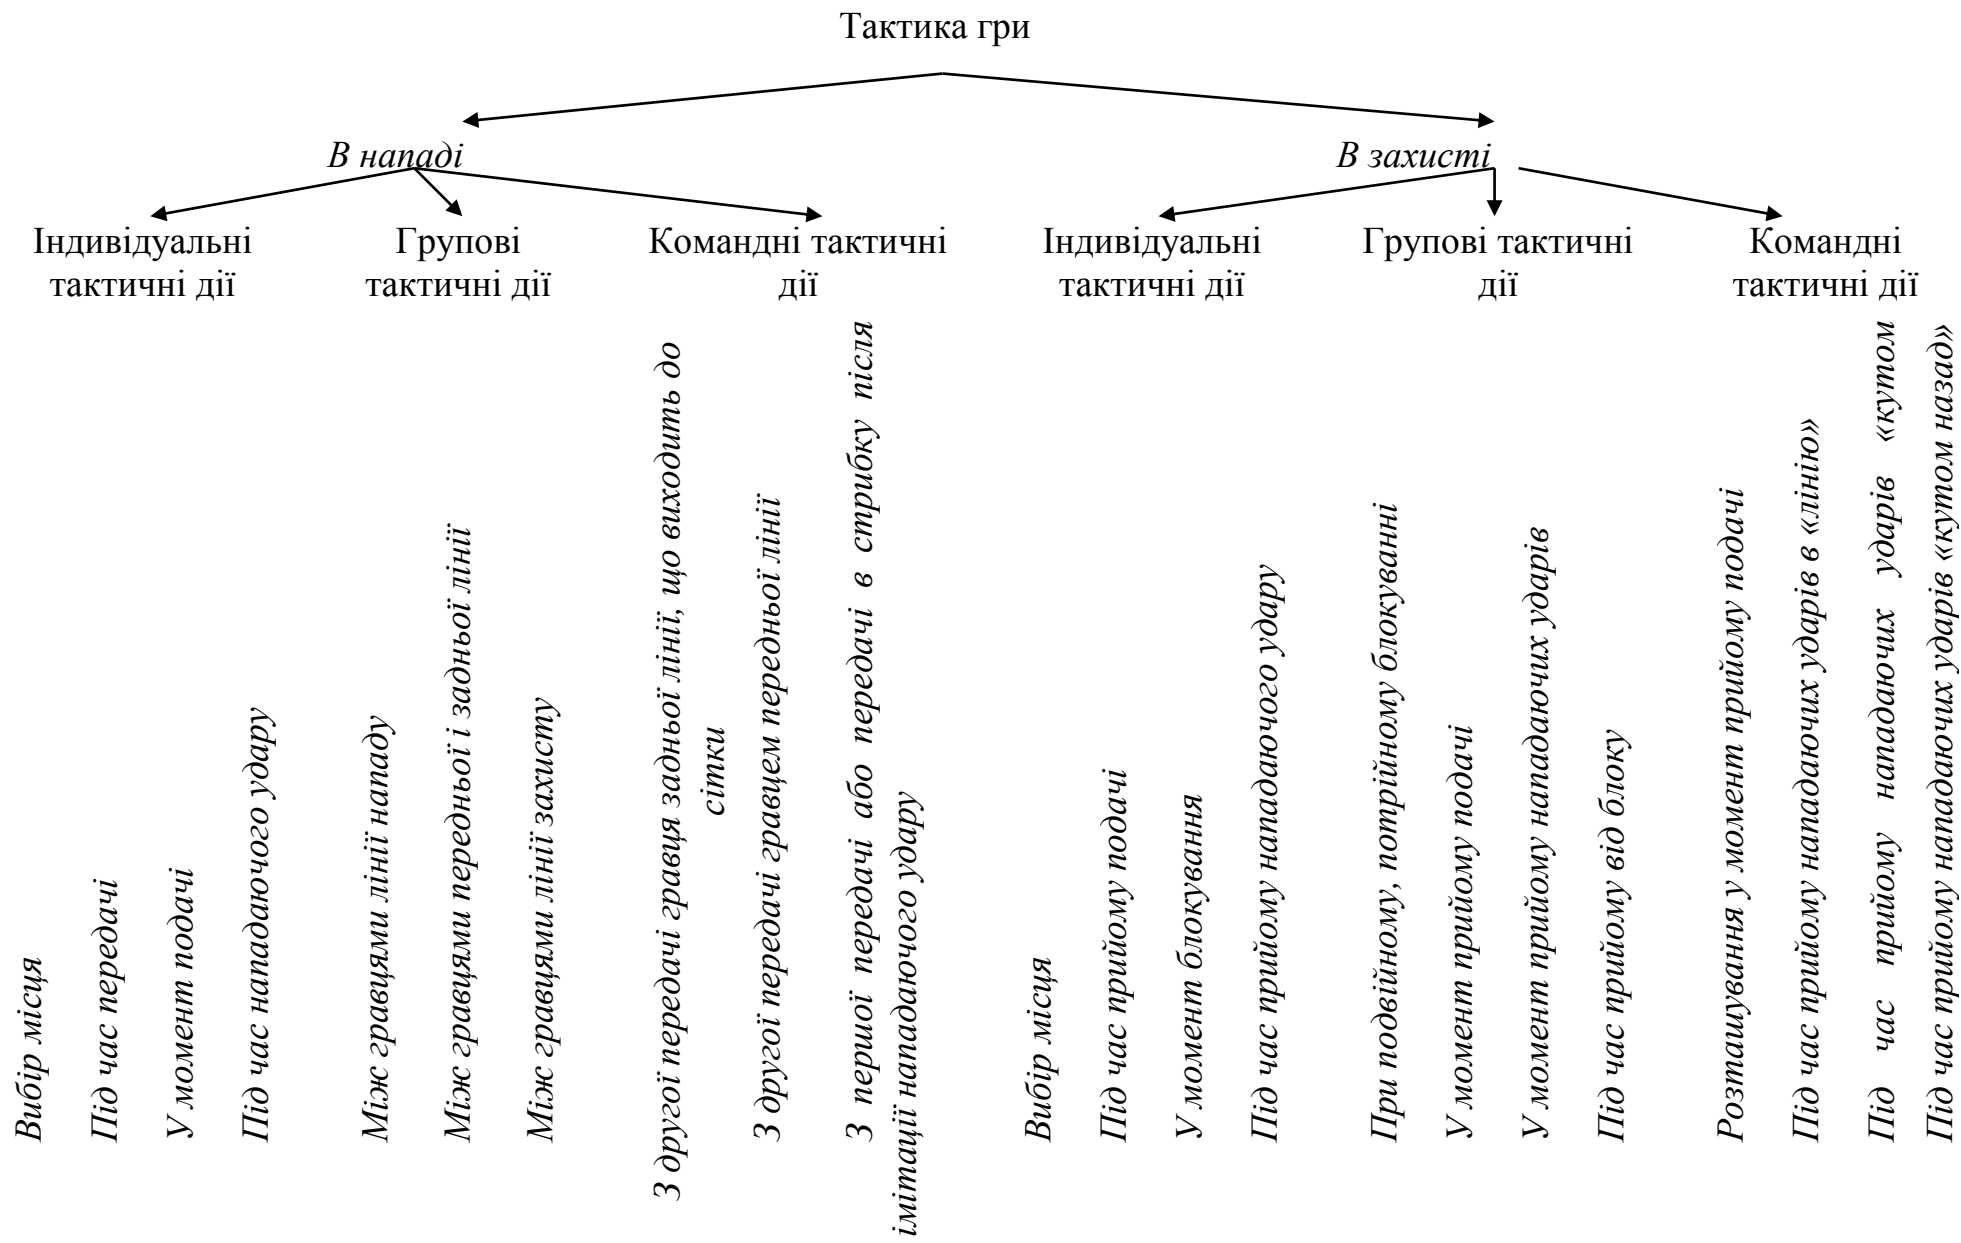 Тактика гри
В нападі
В захисті
Індивідуальні
тактичні дії
Групові
тактичні дії
Командні тактичні
дії
Індивідуальні
тактичні дії
Групові тактичні
дії
Командні
тактичні дії
Вибір місця
Під час передачі
У момент подачі
Під час нападаючого удару
Між гравцями лінії нападу
Між гравцями передньої і задньої лінії
Між гравцями лінії захисту
З другої передачі гравця задньої лінії, що виходить до
сітки
З другої передачі гравцем передньої лінії
З першої передачі або передачі в стрибку після
імітації нападаючого удару
Вибір місця
Під час прийому подачі
У момент блокування
Під час прийому нападаючого удару
При подвійному, потрійному блокуванні
У момент прийому подачі
У момент прийому нападаючих ударів
Під час прийому від блоку
Розташування у момент прийому подачі
Під час прийому нападаючих ударів в «лінію»
Під час прийому нападаючих ударів «кутом
Під час прийому нападаючих ударів «кутом назад»